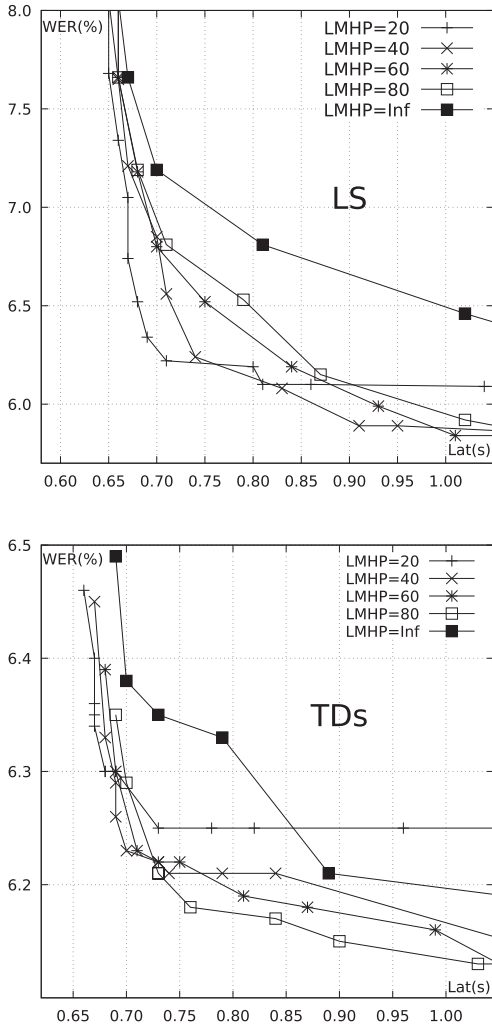 8.0
WER(%)
LMHP=20
LMHP=40
LMHP=60
LMHP=80
LMHP=Inf
7.5
LS
7.0
6.5
6.0
Lat(s)
0.60 0.65 0.70 0.75 0.80 0.85 0.90 0.95 1.00
6.5
WER(%)
LMHP=20
LMHP=40
LMHP=60
LMHP=80
LMHP=Inf
6.4
TDs
6.3
6.2
Lat(s)
0.65 0.70 0.75 0.80 0.85 0.90 0.95 1.00